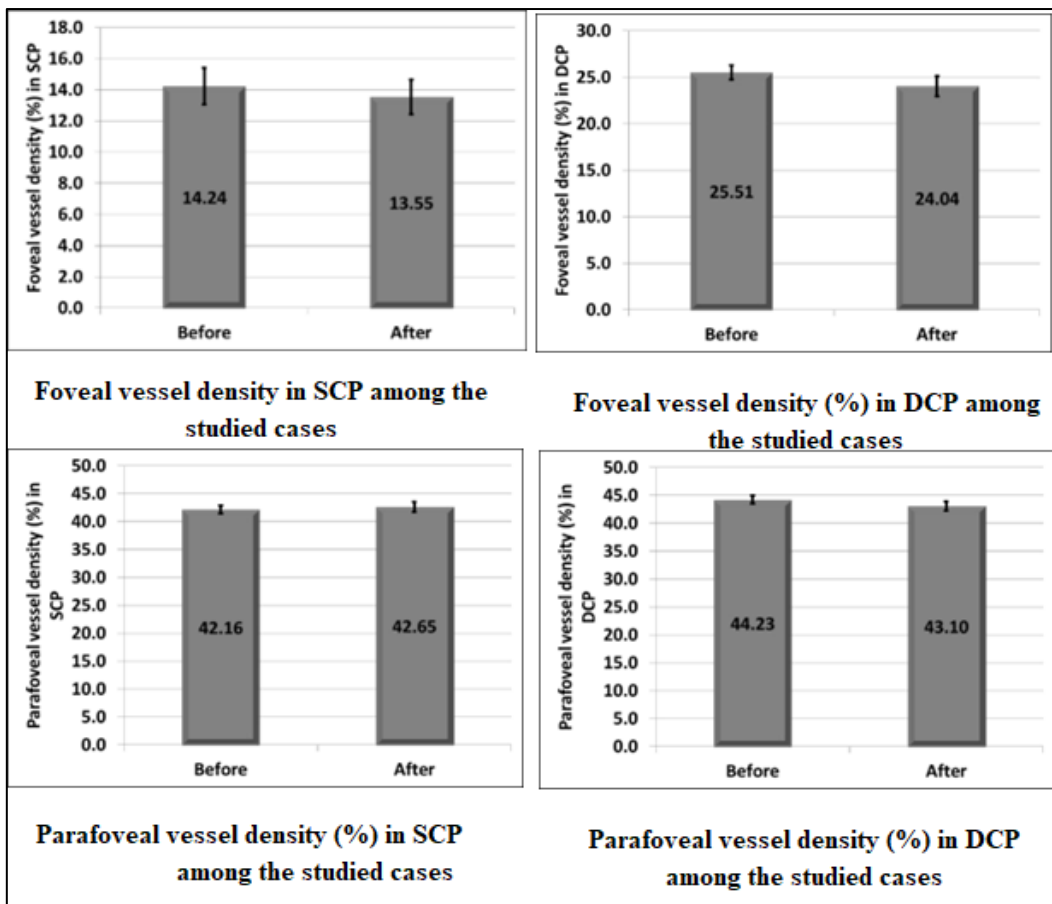 Foveal vessel density (%) in SCP
18.0
16.0
14.0
12.0
10.0
8.0
6.0
4.0
2.0
0.0
14.24
13.55
Before
After
Foveal vessel density in SCP among the
studied cases
Foveal vessel density (%) in DCP
30.0
25.0
20.0
15.0
10.0
5.0
0.0
25.51
24.04
Before
After
Foveal vessel density (%) in DCP among
the studied cases
Parafoveal vessel density (%) in
SCP
50.0
45.0
40.0
35.0
30.0
25.0
20.0
15.0
10.0
5.0
0.0
42.16
42.65
Before
After
Parafoveal vessel density (%) in SCP
among the studied cases
Parafoveal vessel density (%) in
DCP
50.0
45.0
40.0
35.0
30.0
25.0
20.0
15.0
10.0
5.0
0.0
44.23
43.10
Before
After
Parafoveal vessel density (%) in DCP
among the studied cases